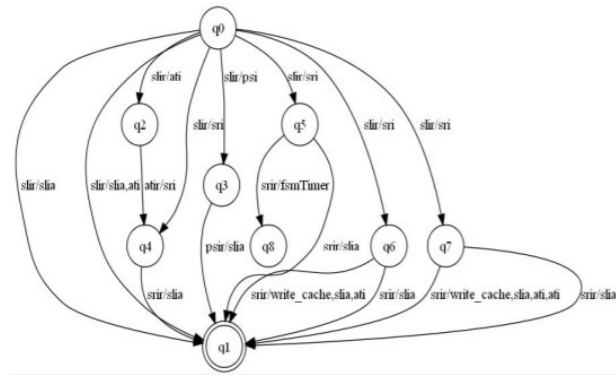 q0
slir/ati
slir/psi
slir/sri
q2
q5
slir/sri
slir/sri
slir/sri
slir/slia
slir/slia,ati
atir/sri
q3
srir/fsmTimer
q4
psir/slia
q8
srir/slia
q6
q7
srir/slia
srir/write_cache,slia,ati
srir/slia
srir/write_cache,slia,ati,ati
srir/slia
q1